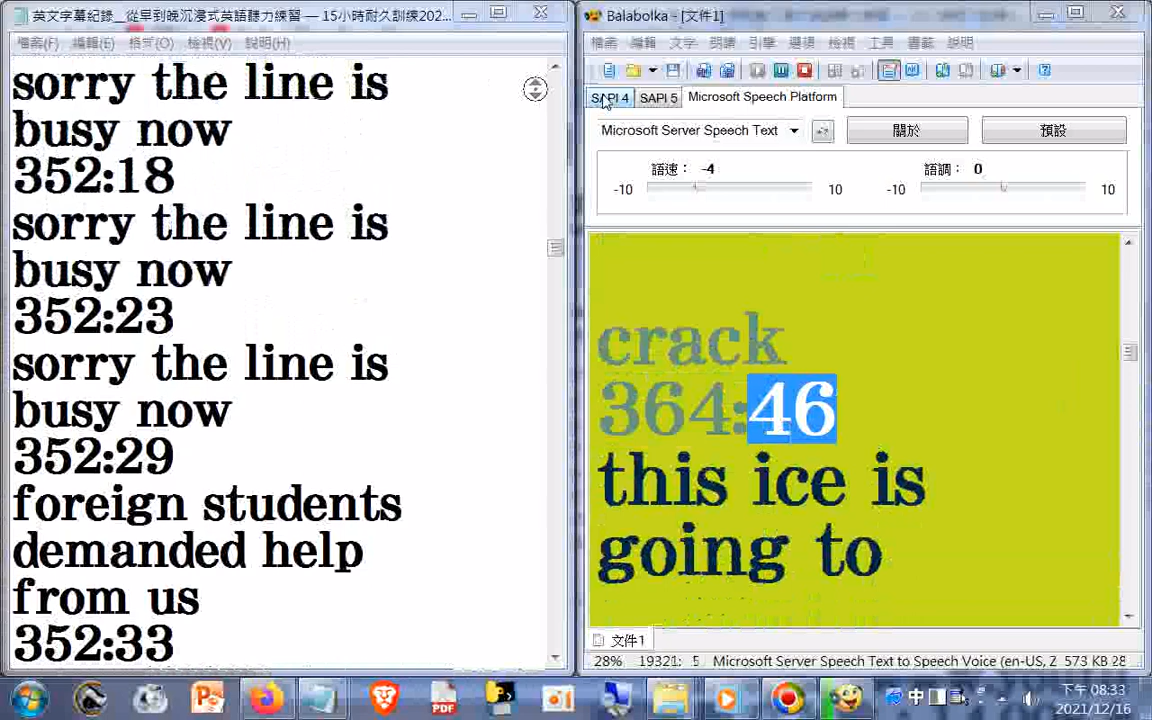 英文字幕紀錄__從早到晚沉浸式英語聽力練習 — 15小時耐久訓練202...
檔案(F) 編輯(E) 格式(O) 檢視(V) 說明(H)
sorry the line is
busy now
352:18
sorry the line is
busy now
352:23
sorry the line is
busy now
352:29
foreign students
demanded help
from us
352:33
Balabolka - [文件1]
檔案 編輯 文字 朗讀 引擎 選項 檢視 工具 書籤 說明
SAPI 4 SAPI 5 Microsoft Speech Platform
Microsoft Server Speech Text 關於 預設
語速： -4 語調： 0
-10 10 -10 10
crack
364:46
this ice is
going to
文件1
28% 19321: 5 Microsoft Server Speech Text to Speech Voice (en-US, Z 573 KB 28
中
下午 08:33
2021/12/16